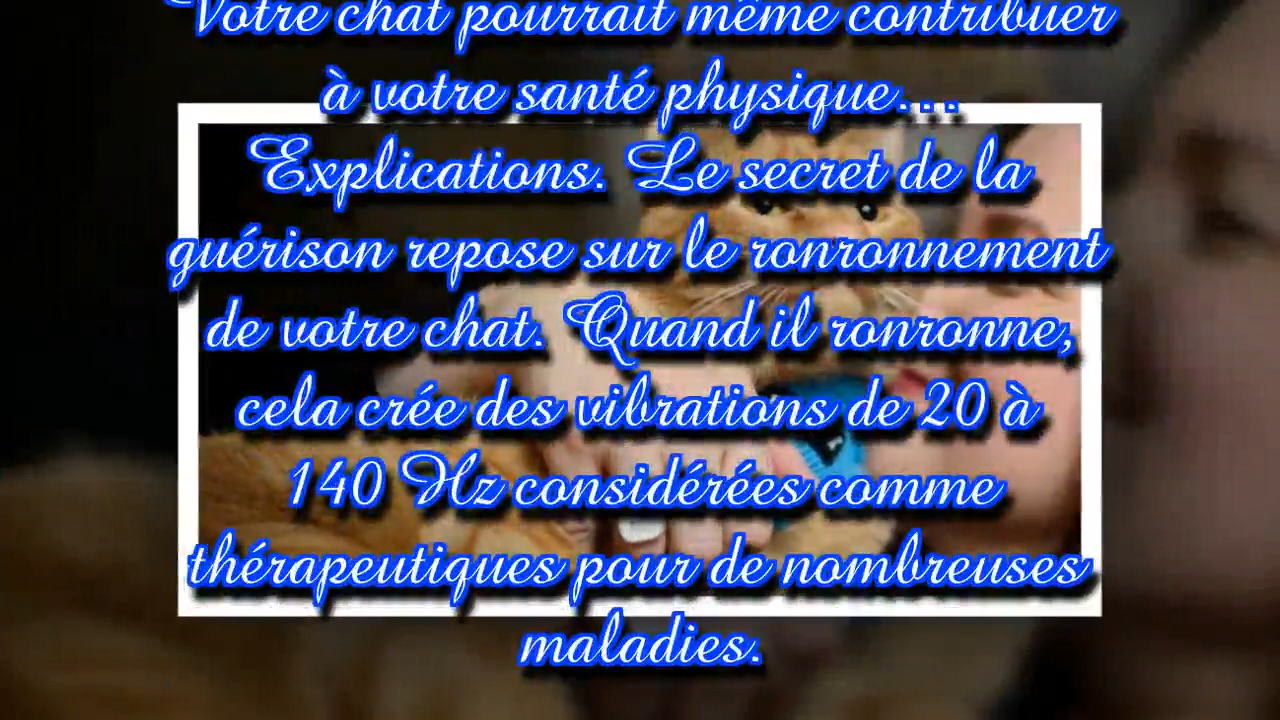 Votre chat pourrait même contribuer
à votre santé physique…
Explications. Le secret de la
guérison repose sur le ronronnement
de votre chat. Quand il ronronne,
cela crée des vibrations de 20 à
140 Hz considérées comme
thérapeutiques pour de nombreuses
maladies.